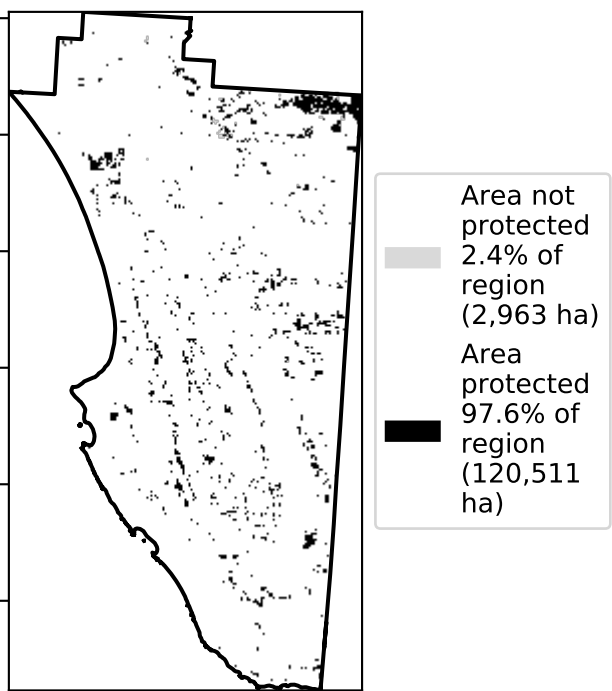 Area not
protected
2.4% of
region
(2,963 ha)
Area
protected
97.6% of
region
(120,511
ha)